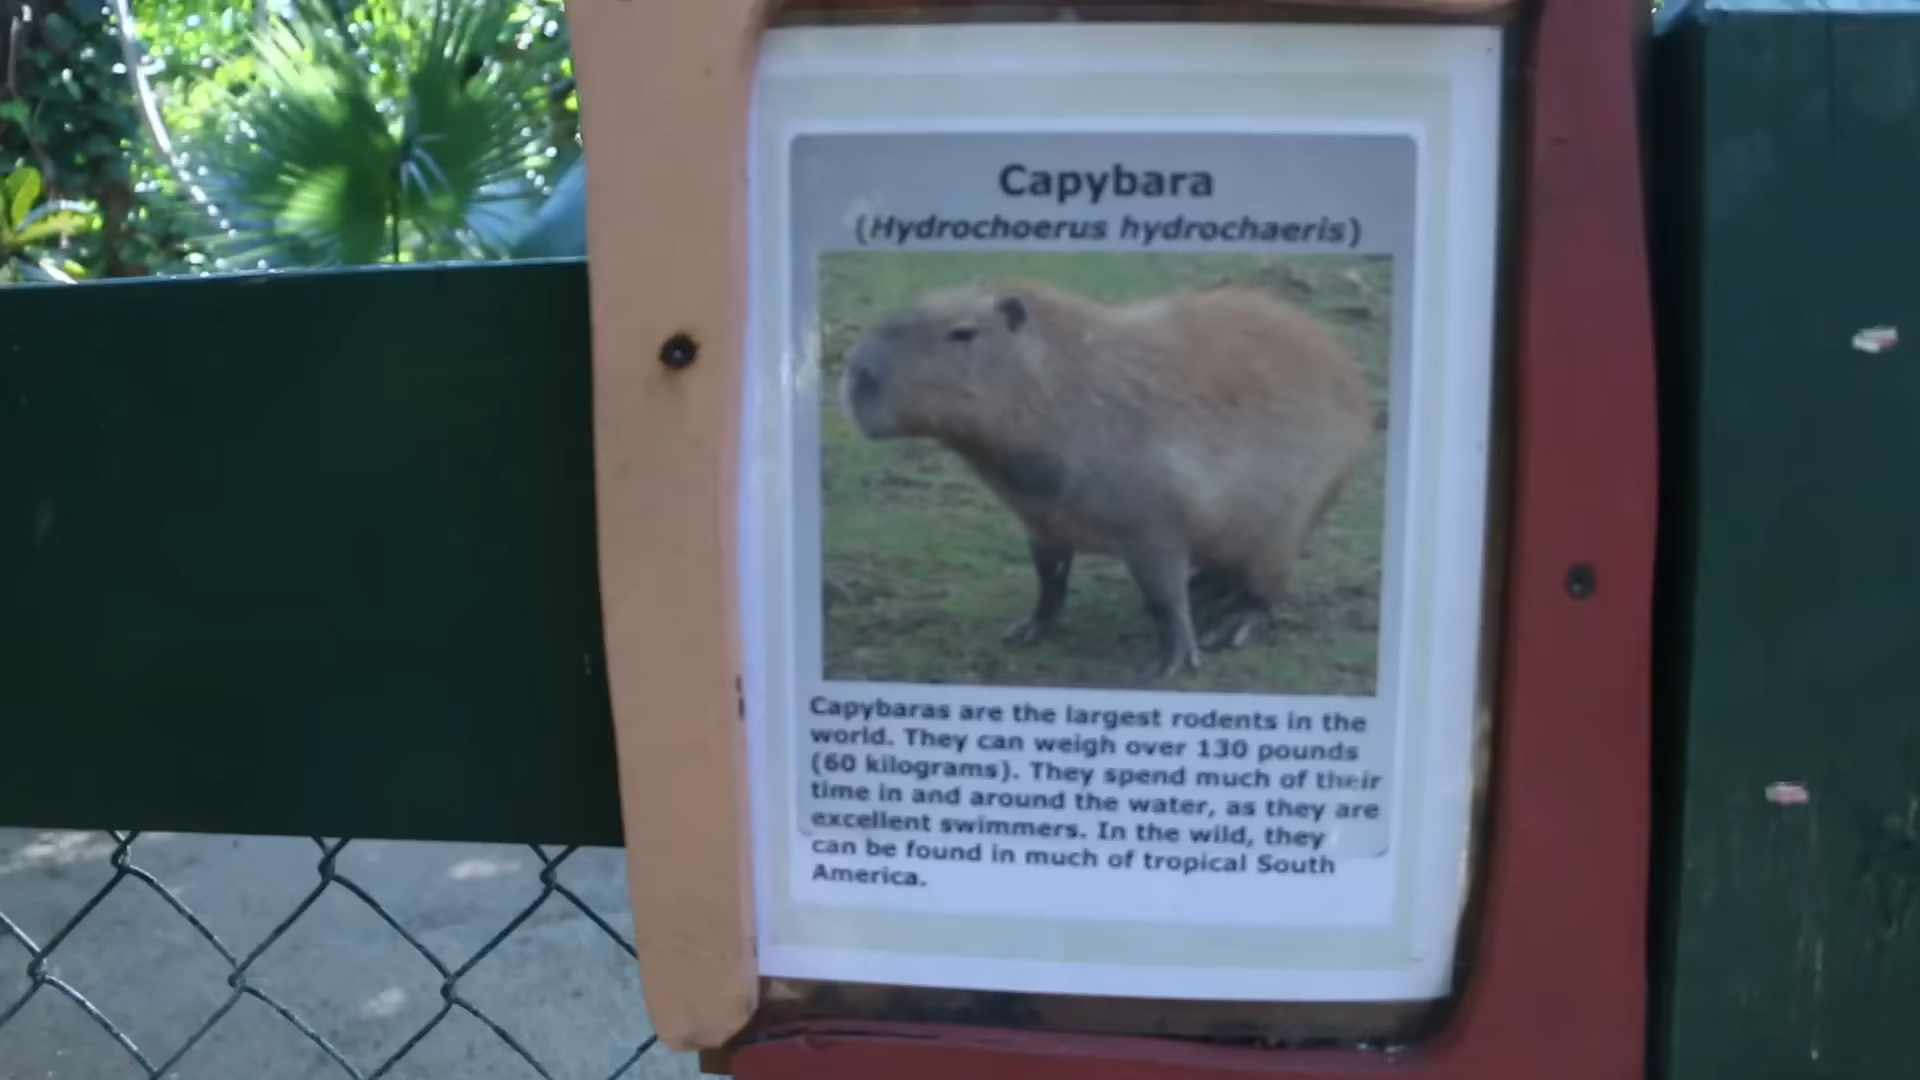 Capybara
(Hydrochoerus hydrochaeris)
Capybaras are the largest rodents in the
world. They can weigh over 130 pounds
(60 kilograms). They spend much of their
time in and around the water, as they are
excellent swimmers. In the wild, they
can be found in much of tropical South
America.